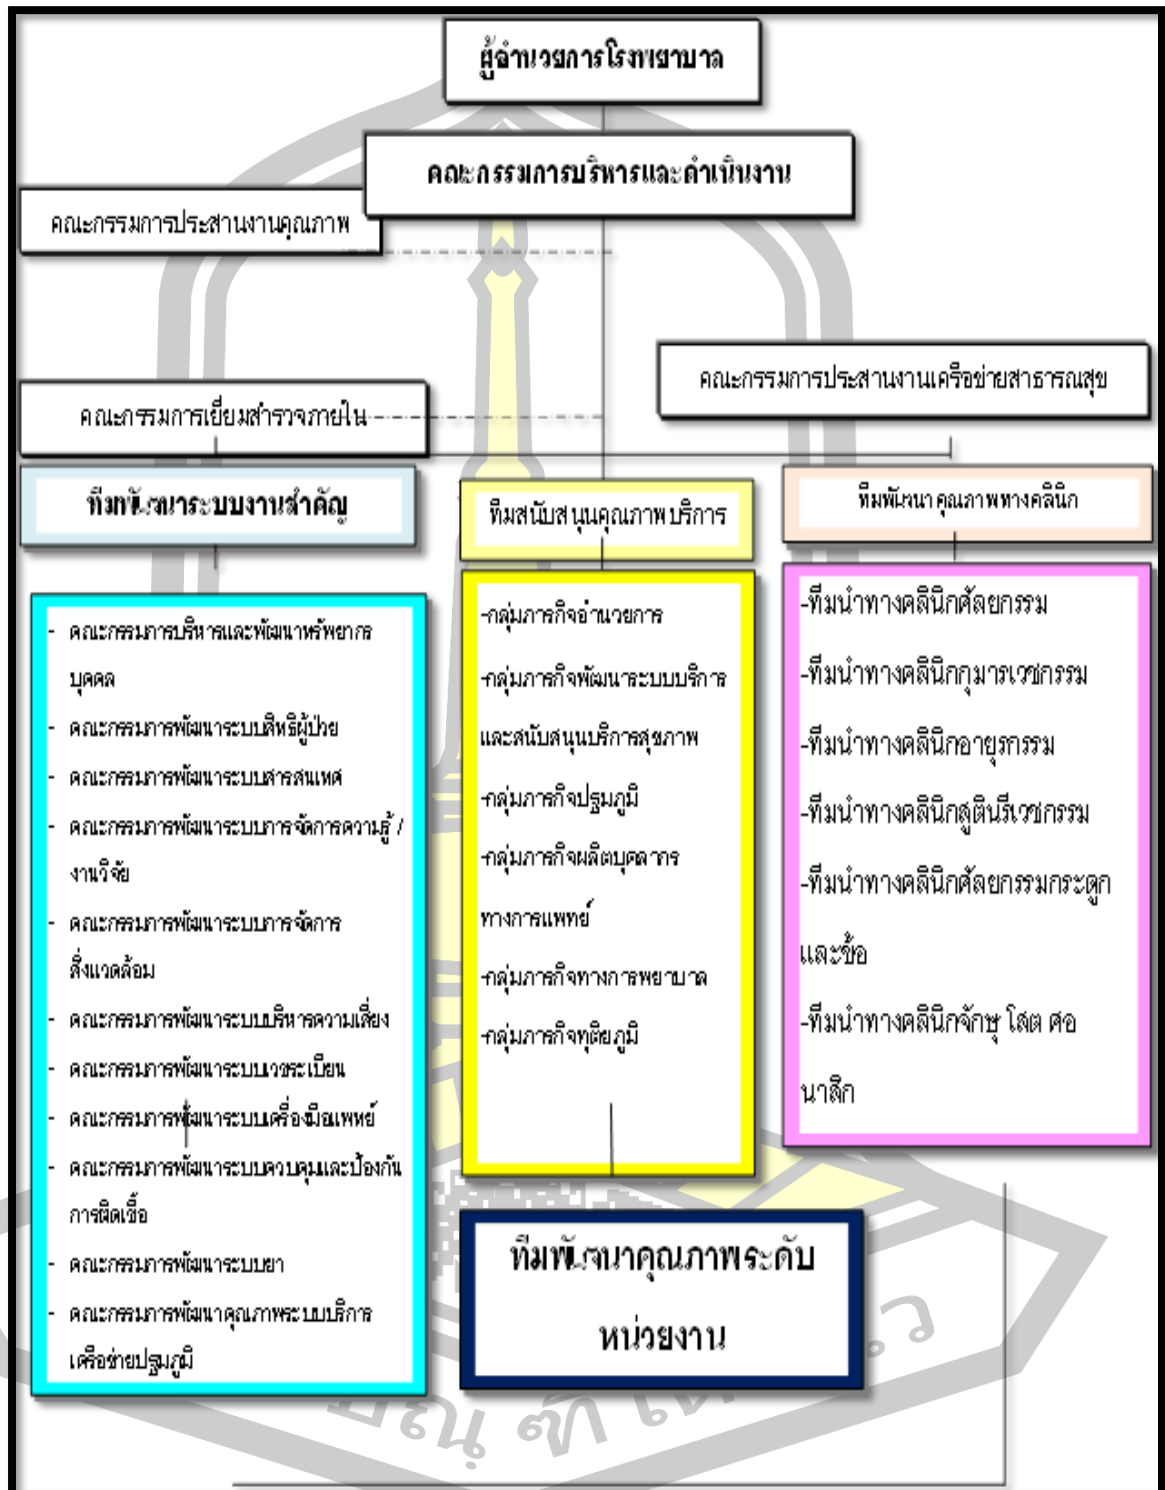 ผู้อำนวยการโรงพยาบาล
คณะกรรมการบริหารและดำเนินงาน
คณะกรรมการประสานงานคุณภาพ
คณะกรรมการประสานงานเครือข่ายสาธารณสุข
คณะกรรมการเยี่ยมสำรวจภายใน
ทีมพัฒนาระบบงานสำคัญ
- คณะกรรมการบริหารและพัฒนาทรัพยากร
บุคคล
- คณะกรรมการพัฒนาระบบสิทธิผู้ป่วย
- คณะกรรมการพัฒนาระบบสารสนเทศ
- คณะกรรมการพัฒนาระบบการจัดการความรู้ /
งานวิจัย
- คณะกรรมการพัฒนาระบบการจัดการ
สิ่งแวดล้อม
- คณะกรรมการพัฒนาระบบบริหารความเสี่ยง
- คณะกรรมการพัฒนาระบบเวชระเบียน
- คณะกรรมการพัฒนาระบบเครื่องมือแพทย์
- คณะกรรมการพัฒนาระบบควบคุมและป้องกัน
การติดเชื้อ
- คณะกรรมการพัฒนาระบบยา
- คณะกรรมการพัฒนาคุณภาพระบบบริการ
เครือข่ายปฐมภูมิ
ทีมสนับสนุนคุณภาพบริการ
-กลุ่มภารกิจอำนวยการ
-กลุ่มภารกิจพัฒนาระบบบริการ
และสนับสนุนบริการสุขภาพ
-กลุ่มภารกิจปฐมภูมิ
-กลุ่มภารกิจผลิตบุคลากร
ทางการแพทย์
-กลุ่มภารกิจทางการพยาบาล
-กลุ่มภารกิจทุติยภูมิ
ทีมพัฒนาคุณภาพทางคลินิก
-ทีมนำทางคลินิกศัลยกรรม
-ทีมนำทางคลินิกกุมารเวชกรรม
-ทีมนำทางคลินิกอายุรกรรม
-ทีมนำทางคลินิกสูตินรีเวชกรรม
-ทีมนำทางคลินิกศัลยกรรมกระดูก
และข้อ
-ทีมนำทางคลินิกจักษุ โสต ศอ
นาสิก
ทีมพัฒนาคุณภาพระดับ
หน่วยงาน